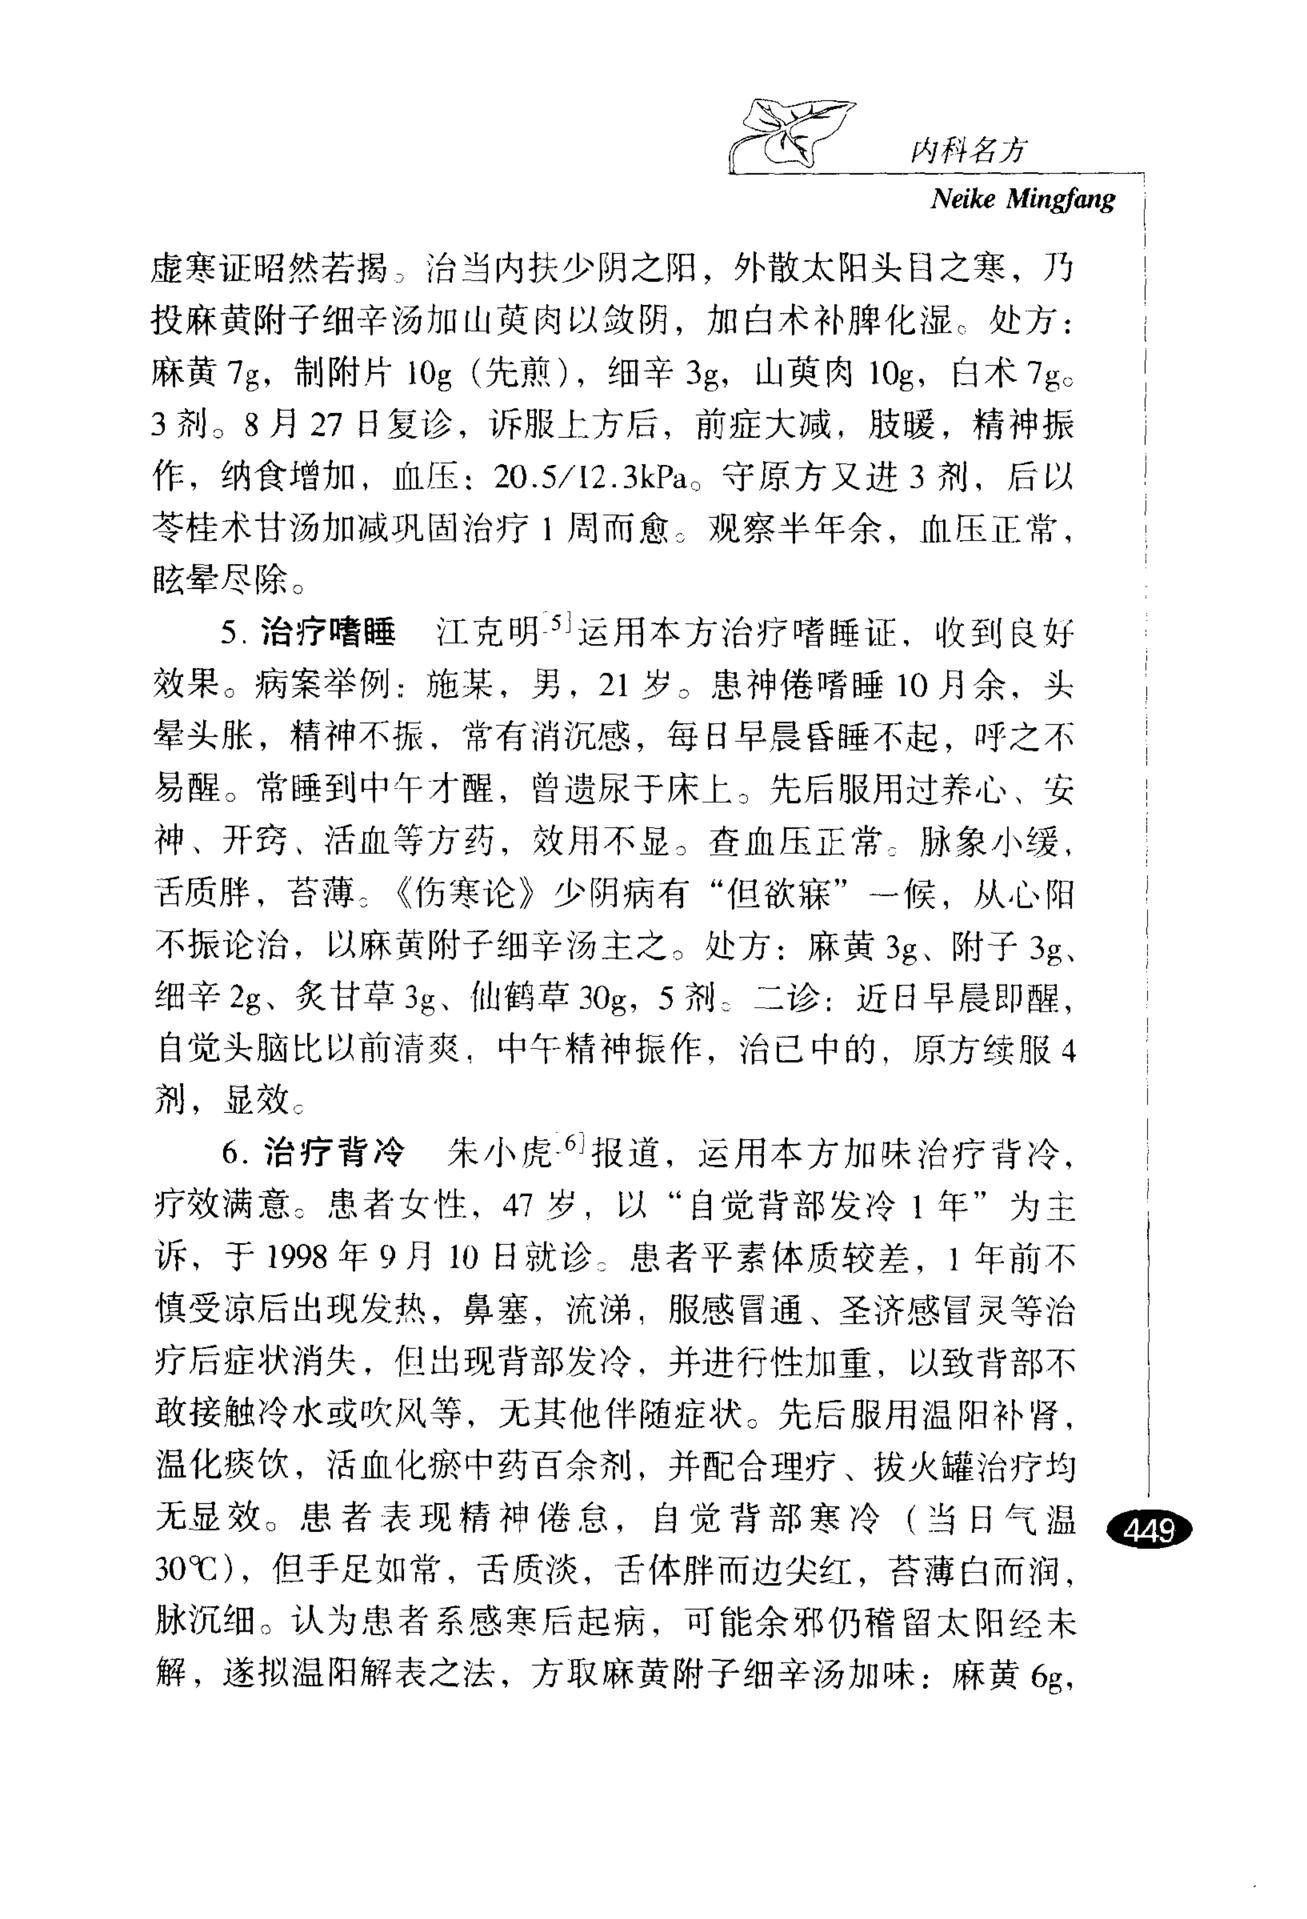 内科名方
Neike Mingfang
虚寒证昭然若揭。治当内扶少阴之阳，外散太阳头目之寒，乃
投麻黄附子细辛汤加山萸肉以敛阴，加白术补脾化湿。处方：
麻黄 7g，制附片 10g（先煎），细辛 3g，山萸肉 10g，白术 7g。
3 剂。8 月 27 日复诊，诉服上方后，前症大减，肢暖，精神振
作，纳食增加，血压：20.5/12.3kPa。守原方又进 3 剂，后以
苓桂术甘汤加减巩固治疗 1 周而愈。观察半年余，血压正常，
眩晕尽除。
5. 治疗嗜睡　江克明[5]运用本方治疗嗜睡证，收到良好
效果。病案举例：施某，男，21 岁。患神倦嗜睡 10 月余，头
晕头胀，精神不振，常有消沉感，每日早晨昏睡不起，呼之不
易醒。常睡到中午才醒，曾遗尿于床上。先后服用过养心、安
神、开窍、活血等方药，效用不显。查血压正常。脉象小缓，
舌质胖，苔薄。《伤寒论》少阴病有“但欲寐”一候，从心阳
不振论治，以麻黄附子细辛汤主之。处方：麻黄 3g、附子 3g、
细辛 2g、炙甘草 3g、仙鹤草 30g，5 剂。二诊：近日早晨即醒，
自觉头脑比以前清爽，中午精神振作，治已中的，原方续服 4
剂，显效。
6. 治疗背冷　朱小虎[6]报道，运用本方加味治疗背冷，
疗效满意。患者女性，47 岁，以“自觉背部发冷 1 年”为主
诉，于 1998 年 9 月 10 日就诊。患者平素体质较差，1 年前不
慎受凉后出现发热，鼻塞，流涕，服感冒通、圣济感冒灵等治
疗后症状消失，但出现背部发冷，并进行性加重，以致背部不
敢接触冷水或吹风等，无其他伴随症状。先后服用温阳补肾，
温化痰饮，活血化瘀中药百余剂，并配合理疗、拔火罐治疗均
无显效。患者表现精神倦怠，自觉背部寒冷（当日气温
30℃），但手足如常，舌质淡，舌体胖而边尖红，苔薄白而润，
脉沉细。认为患者系感寒后起病，可能余邪仍稽留太阳经未
解，遂拟温阳解表之法，方取麻黄附子细辛汤加味：麻黄 6g，
449